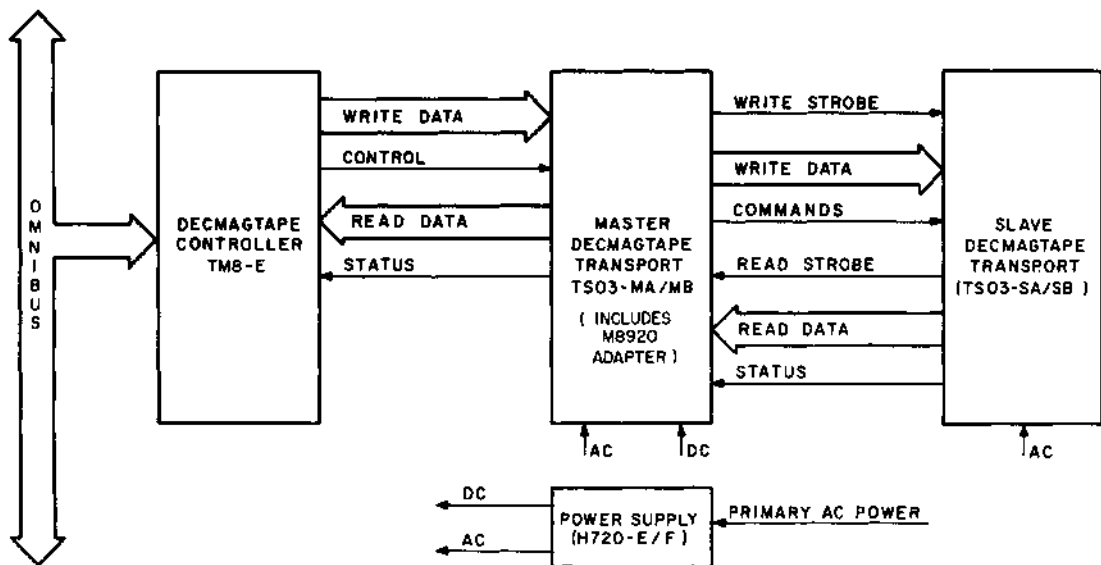 OMNIBUS
DECMAGTAPE
CONTROLLER
TM8-E
WRITE DATA
CONTROL
READ DATA
STATUS
MASTER
DECMAGTAPE
TRANSPORT
TS03-MA/MB
( INCLUDES
M8920
ADAPTER )
WRITE STROBE
WRITE DATA
COMMANDS
READ STROBE
READ DATA
STATUS
SLAVE
DECMAGTAPE
TRANSPORT
(TS03-SA/SB)
AC
DC
AC
DC
AC
POWER SUPPLY
(H720-E/F)
PRIMARY AC POWER